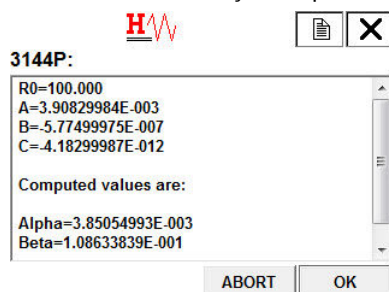 H
3144P:
R0=100.000
A=3.90829984E-003
B=-5.77499975E-007
C=-4.18299987E-012
Computed values are:
Alpha=3.85054993E-003
Beta=1.08633839E-001
ABORT OK